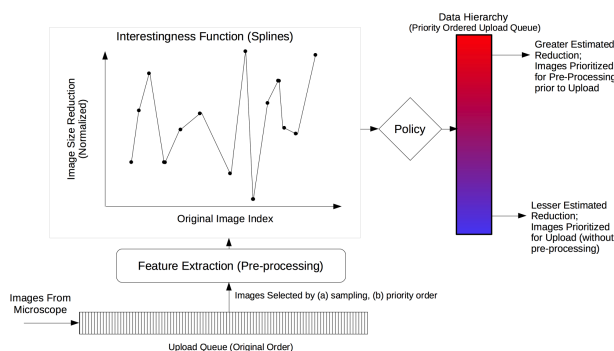 Data Hierarchy
(Priority Ordered Upload Queue)
Interestingness Function (Splines)
Image Size Reduction
(Normalized)
Original Image Index
Policy
Greater Estimated
Reduction;
Images Prioritized
for Pre-Processing
prior to Upload
Lesser Estimated
Reduction;
Images Prioritized
for Upload (without
pre-processing)
Feature Extraction (Pre-processing)
Images Selected by (a) sampling, (b) priority order
Images From
Microscope
Upload Queue (Original Order)